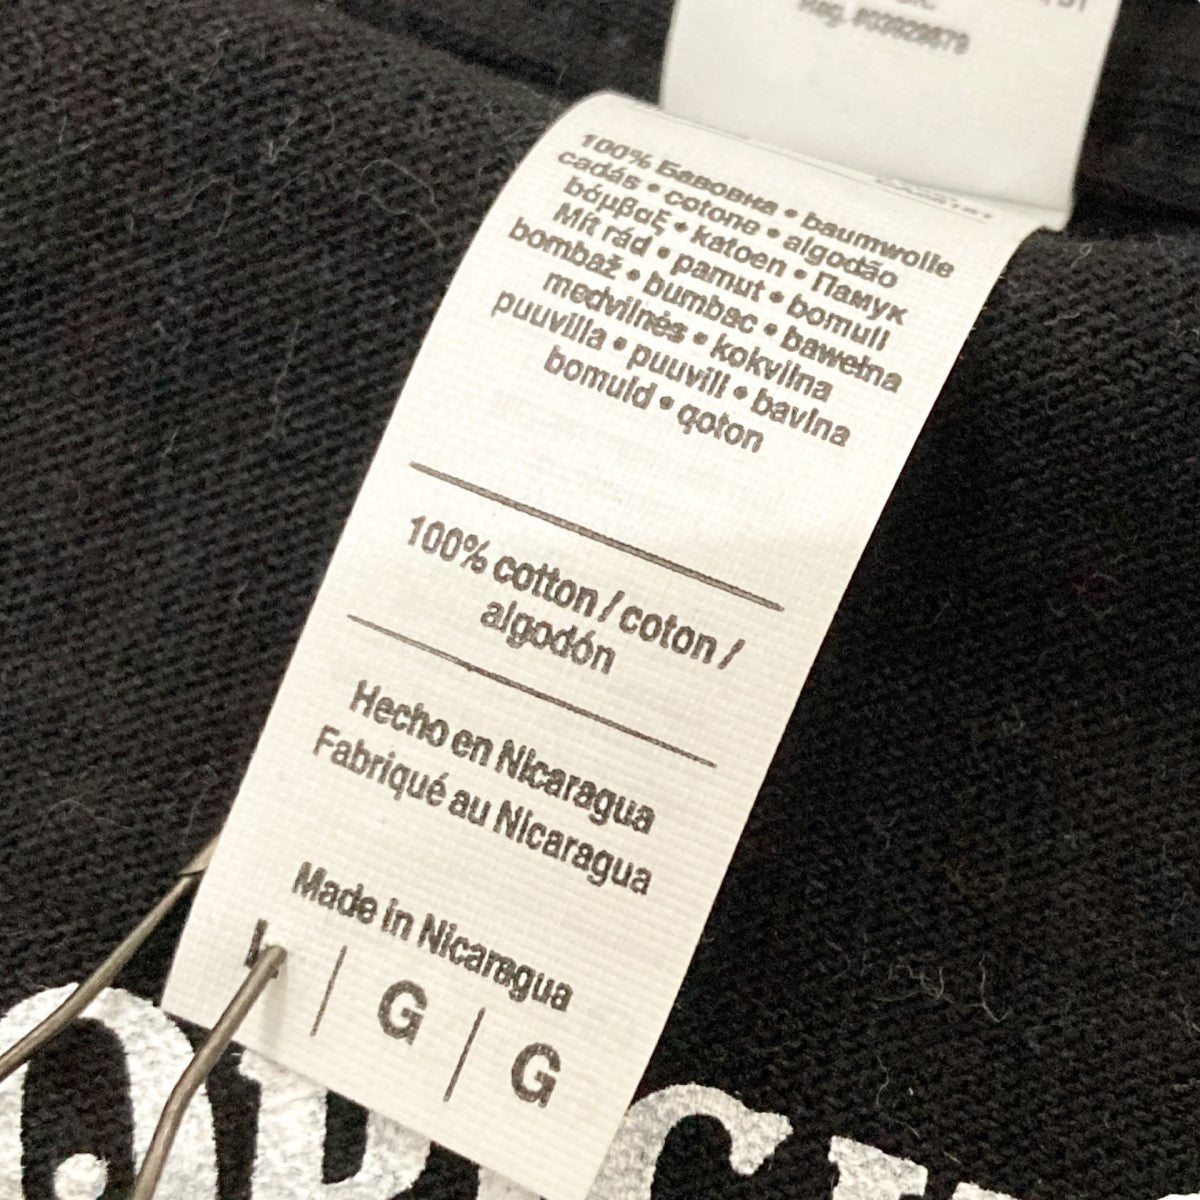 100% Бавовна • baumwolle
cadás • cotone • algodão
βάμβαξ • katoen • Памук
Mít rád • pamut • bomull
bombaž • bumbac • bawełna
medvilnės • kokvilna
puuvilla • puuvill • bavlna
bomuld • qoton
100% cotton / coton /
algodón
Hecho en Nicaragua
Fabriqué au Nicaragua
Made in Nicaragua
L | G | G